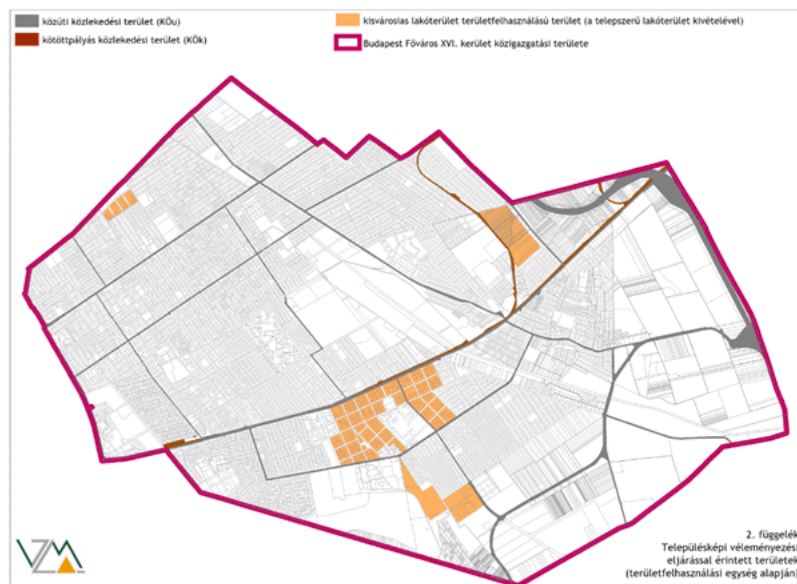 közúti közlekedési terület (KÖu)
kisvárosias lakóterület területfelhasználású terület (a telepszerű lakóterület kivételével)
kötöttpályás közlekedési terület (KÖk)
Budapest Főváros XVI. kerület közigazgatási területe
VZM
2. függelék
Településképi véleményezési
eljárással érintett területek
(területfelhasználási egység alapján)